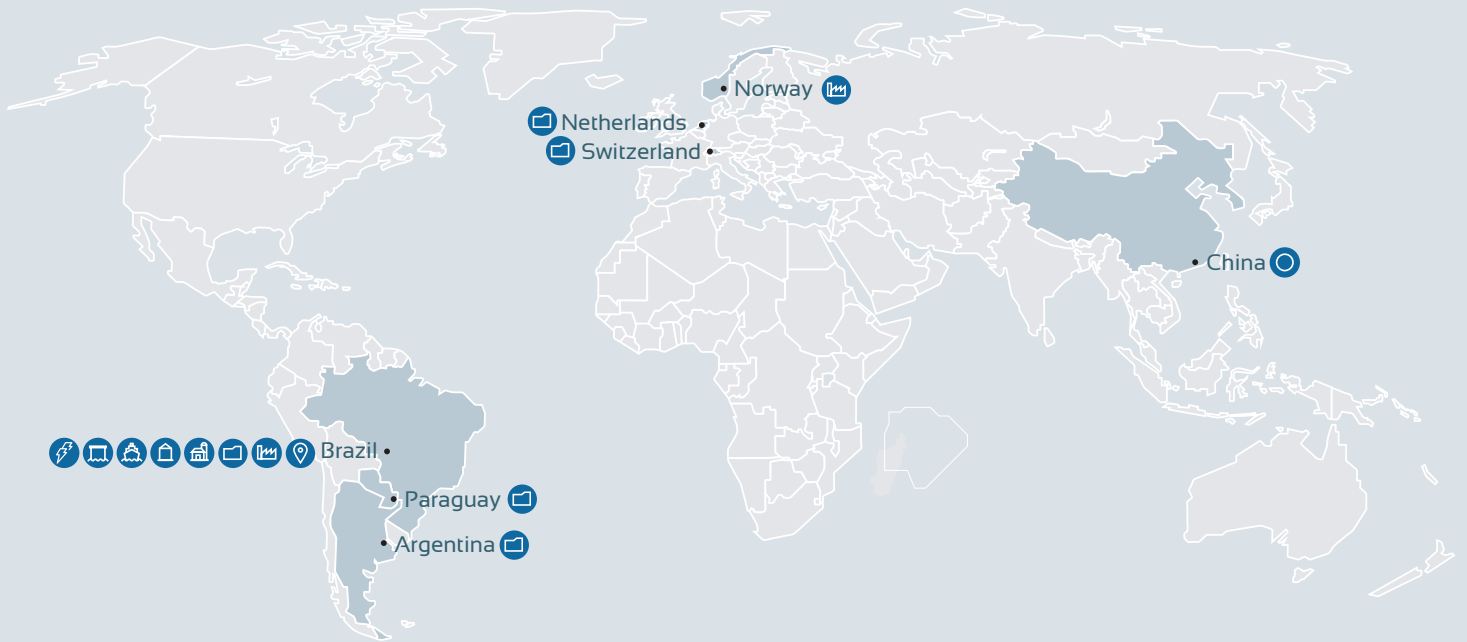 Norway
Netherlands
Switzerland
China
Brazil
Paraguay
Argentina